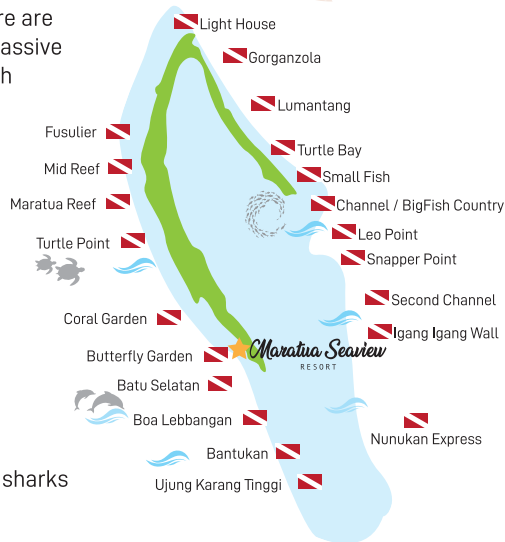 re are
assive
h
Light House
Gorganzola
Lumantang
Fusulier
Turtle Bay
Mid Reef
Small Fish
Maratua Reef
Channel / BigFish Country
Leo Point
Turtle Point
Snapper Point
Second Channel
Coral Garden
Igang Igang Wall
Maratua Seaview
RESORT
Butterfly Garden
Batu Selatan
Boa Lebbangan
Nunukan Express
Bantukan
sharks
Ujung Karang Tinggi